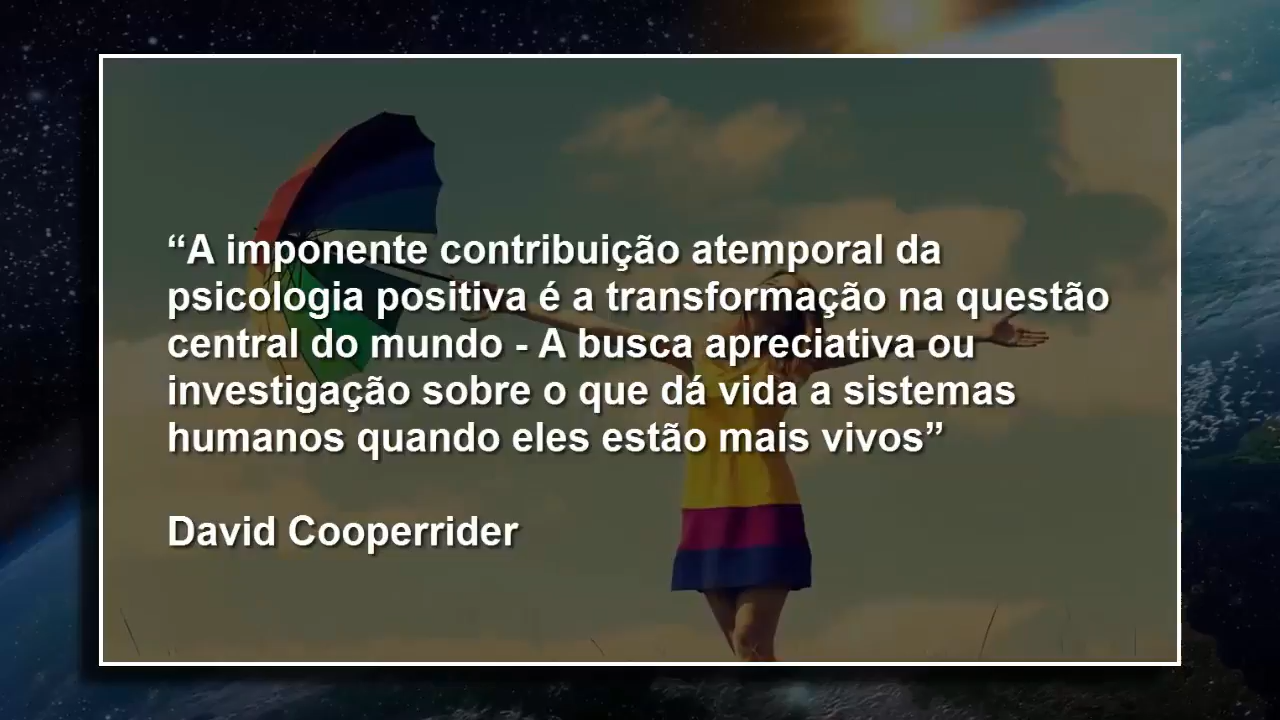 “A imponente contribuição atemporal da
psicologia positiva é a transformação na questão
central do mundo - A busca apreciativa ou
investigação sobre o que dá vida a sistemas
humanos quando eles estão mais vivos”
David Cooperrider